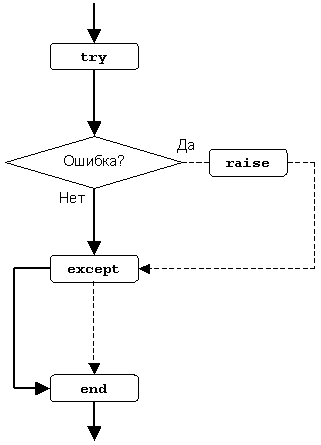 try
Ошибка?
Да
raise
Нет
except
end